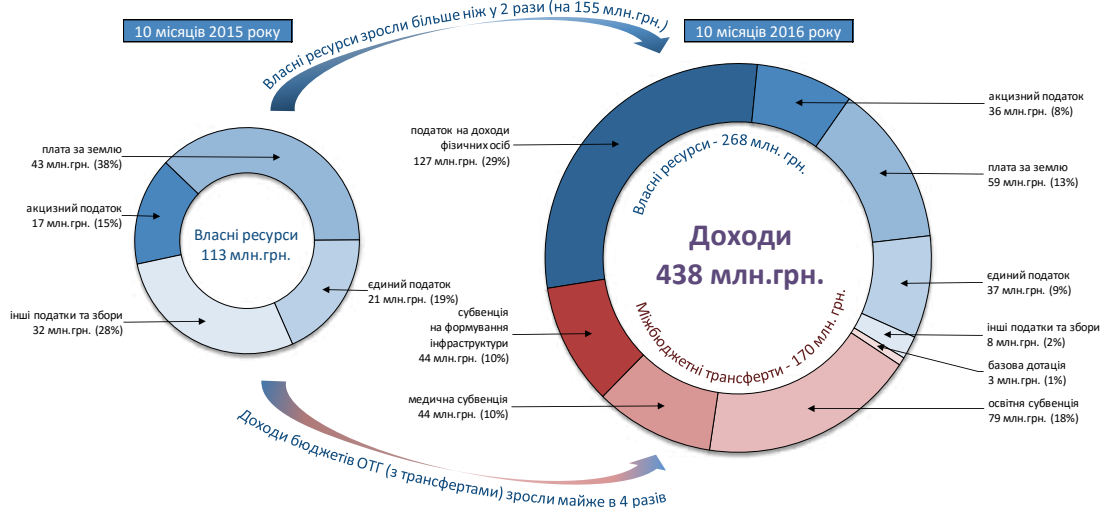 10 місяців 2015 року
Власні ресурси зросли більше ніж у 2 рази (на 155 млн.грн.)
10 місяців 2016 року
плата за землю
43 млн.грн. (38%)
акцизний податок
17 млн.грн. (15%)
Власні ресурси
113 млн.грн.
єдиний податок
21 млн.грн. (19%)
інші податки та збори
32 млн.грн. (28%)
податок на доходи
фізичних осіб
127 млн.грн. (29%)
акцизний податок
36 млн.грн. (8%)
Власні ресурси - 268 млн. грн.
плата за землю
59 млн.грн. (13%)
Доходи
438 млн.грн.
єдиний податок
37 млн.грн. (9%)
субвенція
на формування
інфраструктури
44 млн.грн. (10%)
Міжбюджетні трансферти - 170 млн. грн.
інші податки та збори
8 млн.грн. (2%)
базова дотація
3 млн.грн. (1%)
медична субвенція
44 млн.грн. (10%)
освітня субвенція
79 млн.грн. (18%)
Доходи бюджетів ОТГ (з трансфертами) зросли майже в 4 разів